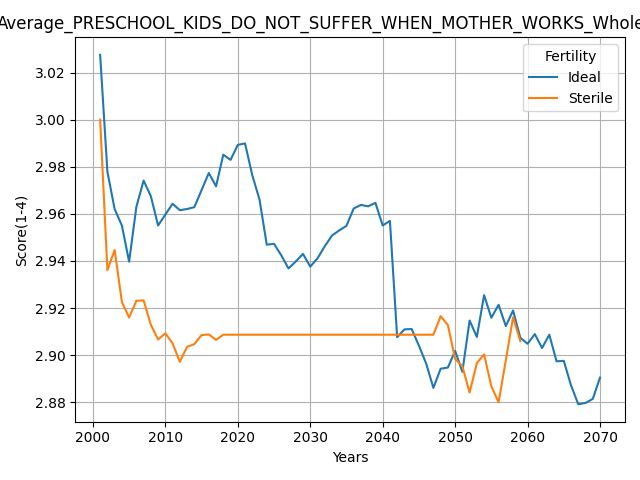 Average_PRESCHOOL_KIDS_DO_NOT_SUFFER_WHEN_MOTHER_WORKS_Whole
Fertility
Ideal
Sterile
Score(1-4)
3.02
3.00
2.98
2.96
2.94
2.92
2.90
2.88
2000 2010 2020 2030 2040 2050 2060 2070
Years